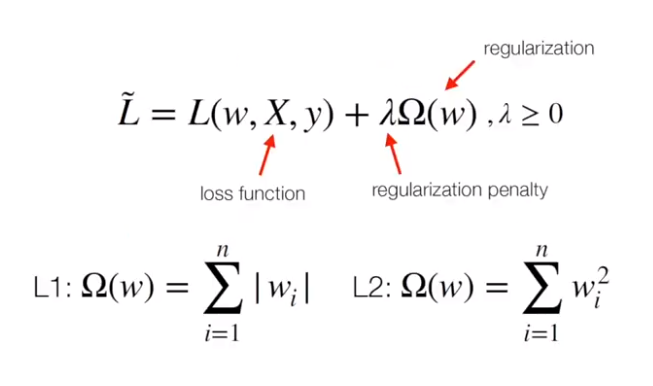 regularization
L̃ = L(w, X, y) + λΩ(w) , λ ≥ 0
loss function
regularization penalty
L1: Ω(w) = ∑_{i=1}^{n} |w_i|
L2: Ω(w) = ∑_{i=1}^{n} w_i^2